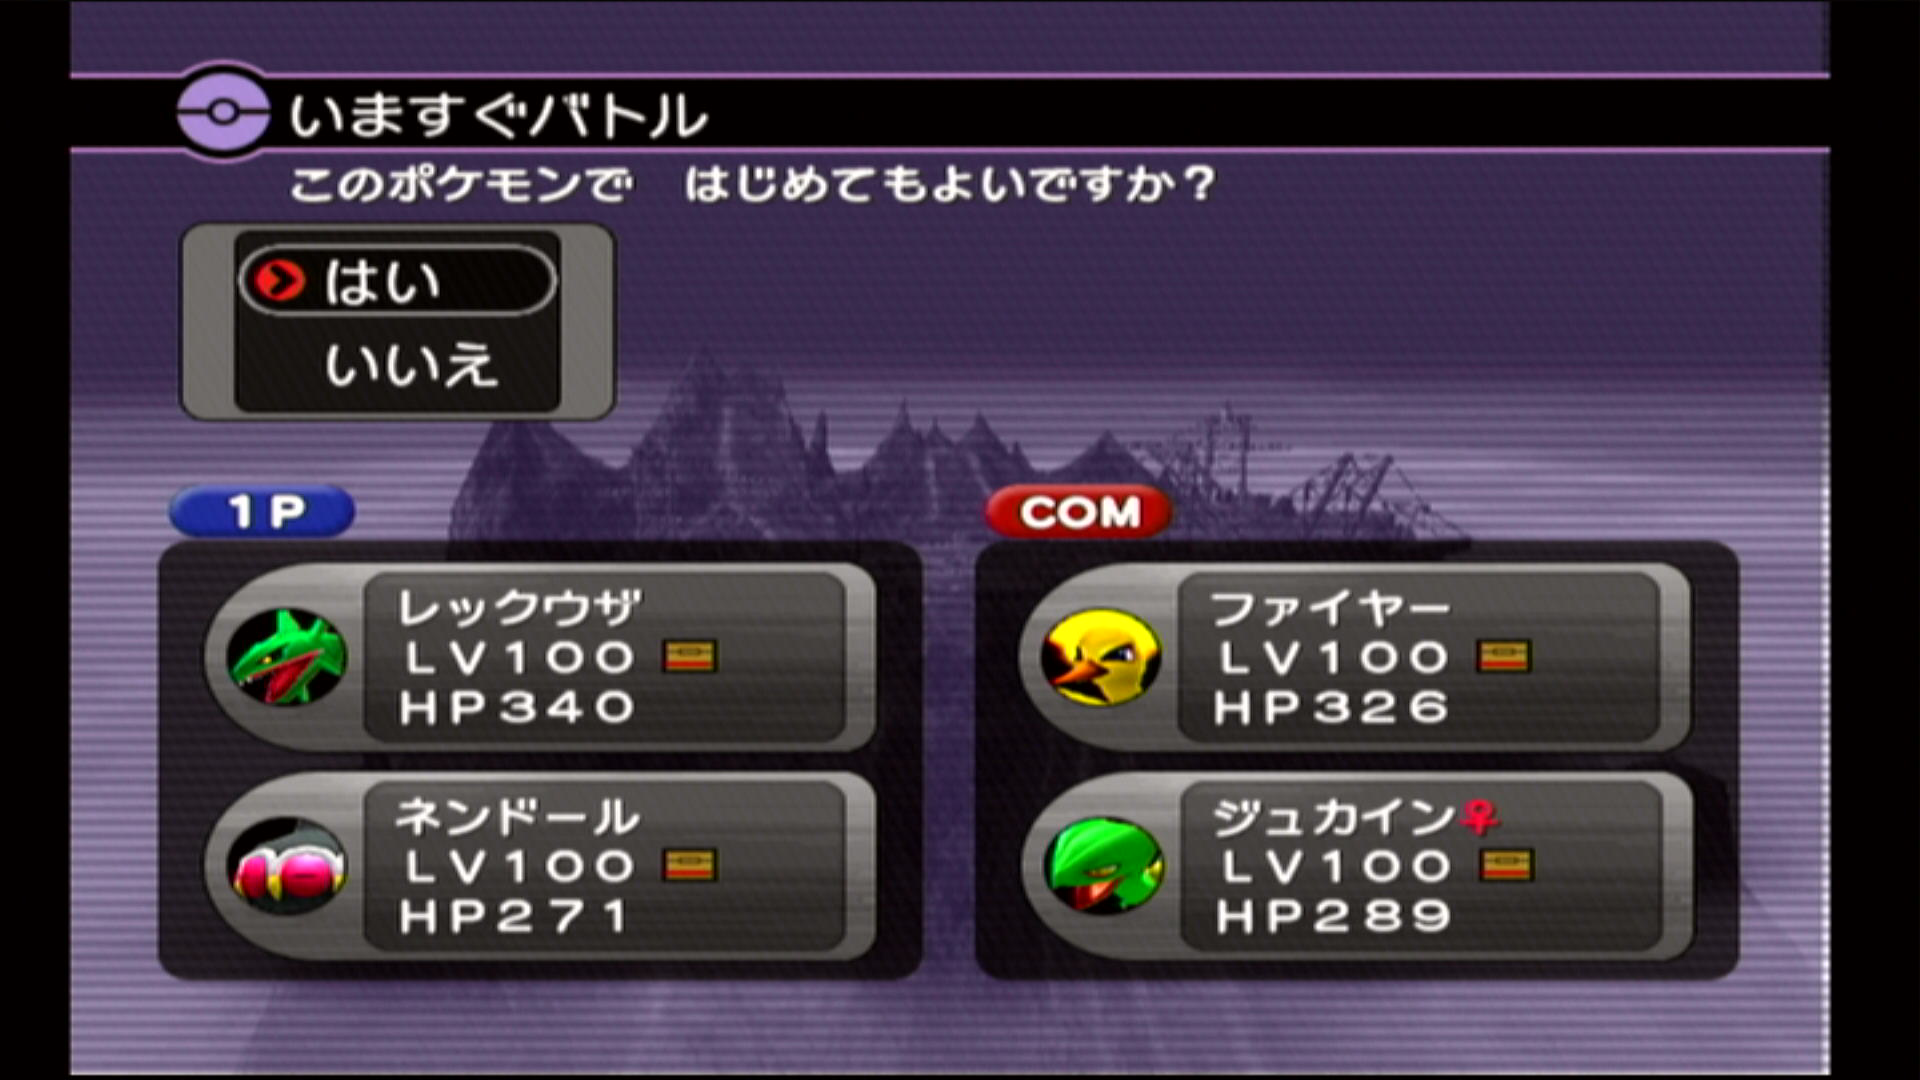 いますぐバトル
このポケモンで　はじめてもよいですか？
はい
いいえ
1P
レックウザ
LV100
HP340
ネンドール
LV100
HP271
COM
ファイヤー
LV100
HP326
ジュカイン♀
LV100
HP289